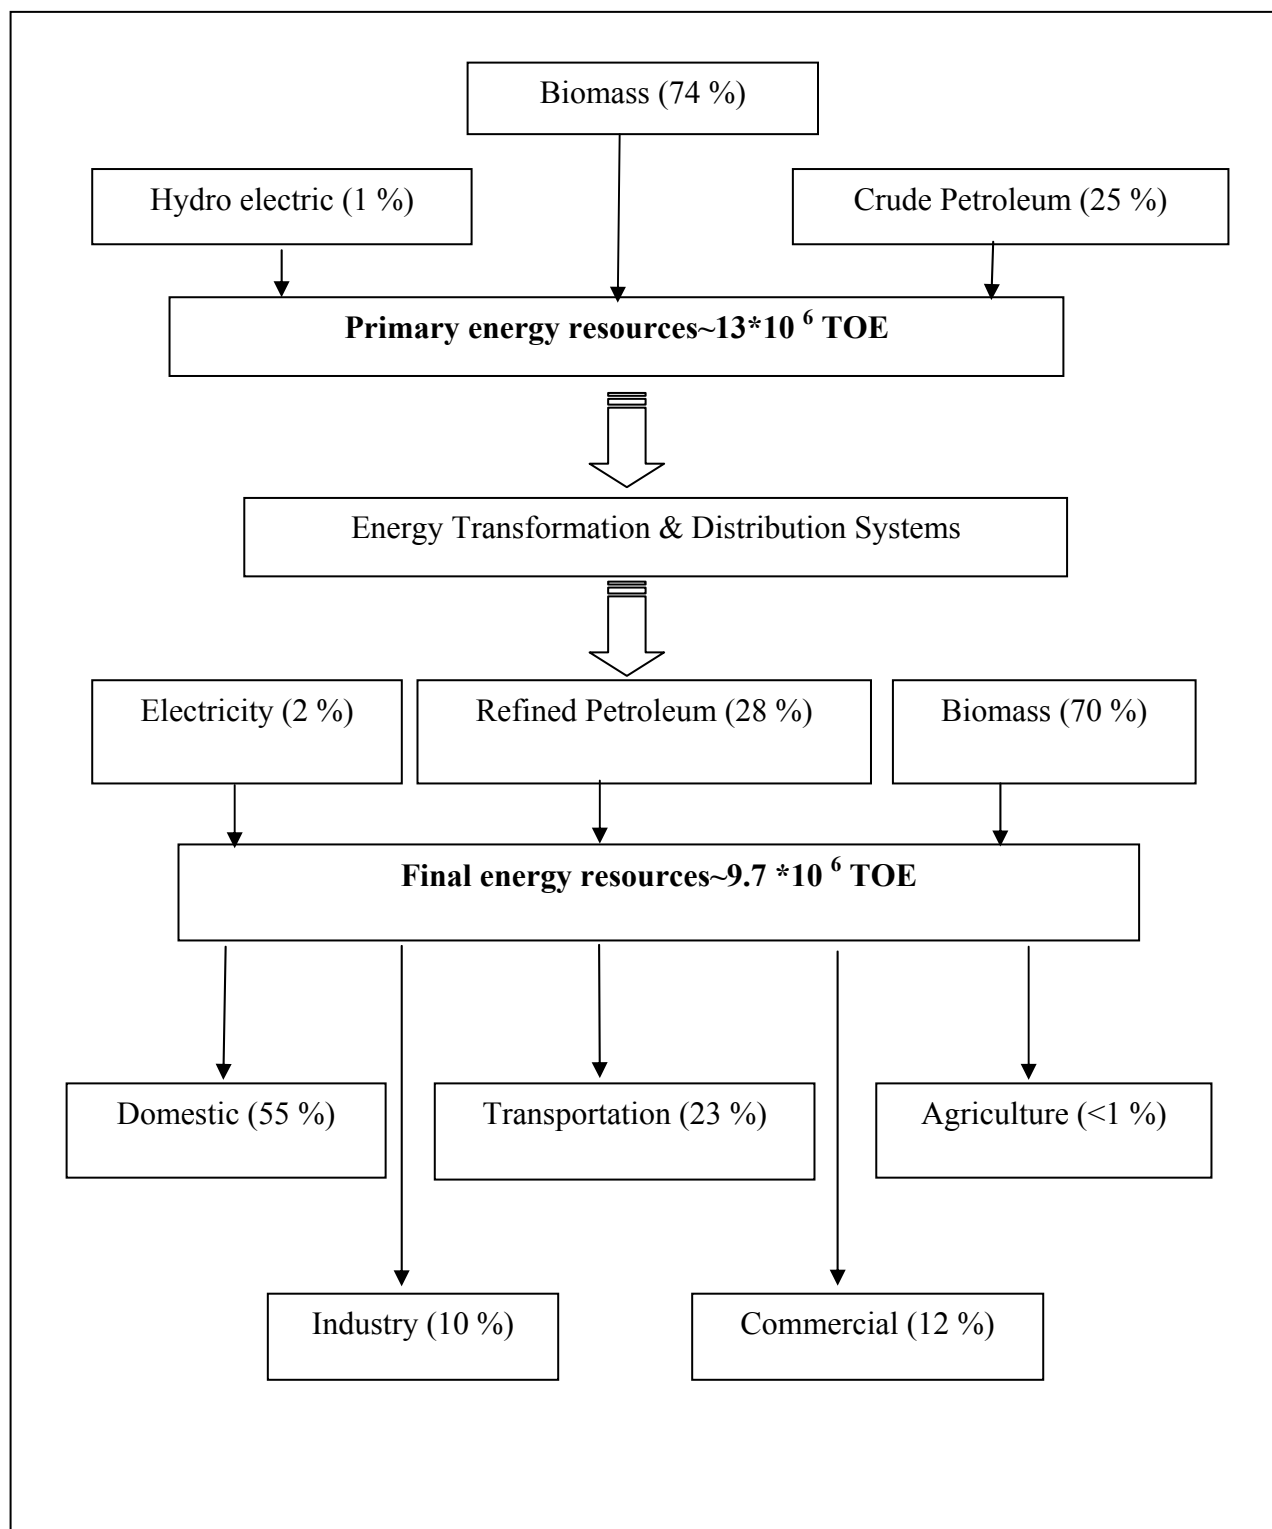 Biomass (74 %)
Hydro electric (1 %)
Crude Petroleum (25 %)
Primary energy resources~13*10 ⁶ TOE
Energy Transformation & Distribution Systems
Electricity (2 %)
Refined Petroleum (28 %)
Biomass (70 %)
Final energy resources~9.7 *10 ⁶ TOE
Domestic (55 %)
Transportation (23 %)
Agriculture (<1 %)
Industry (10 %)
Commercial (12 %)